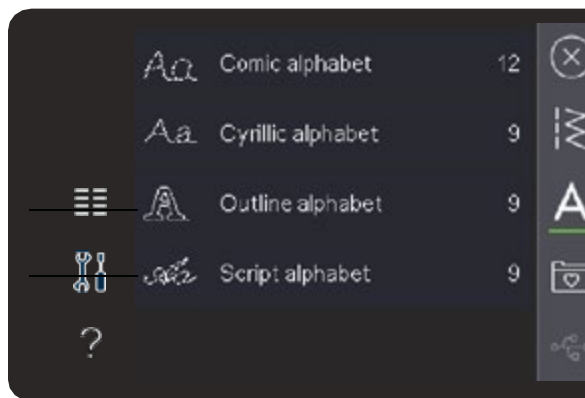 Aa Comic alphabet 12
Aa Cyrillic alphabet 9
A Outline alphabet 9
Script alphabet 9
A
?